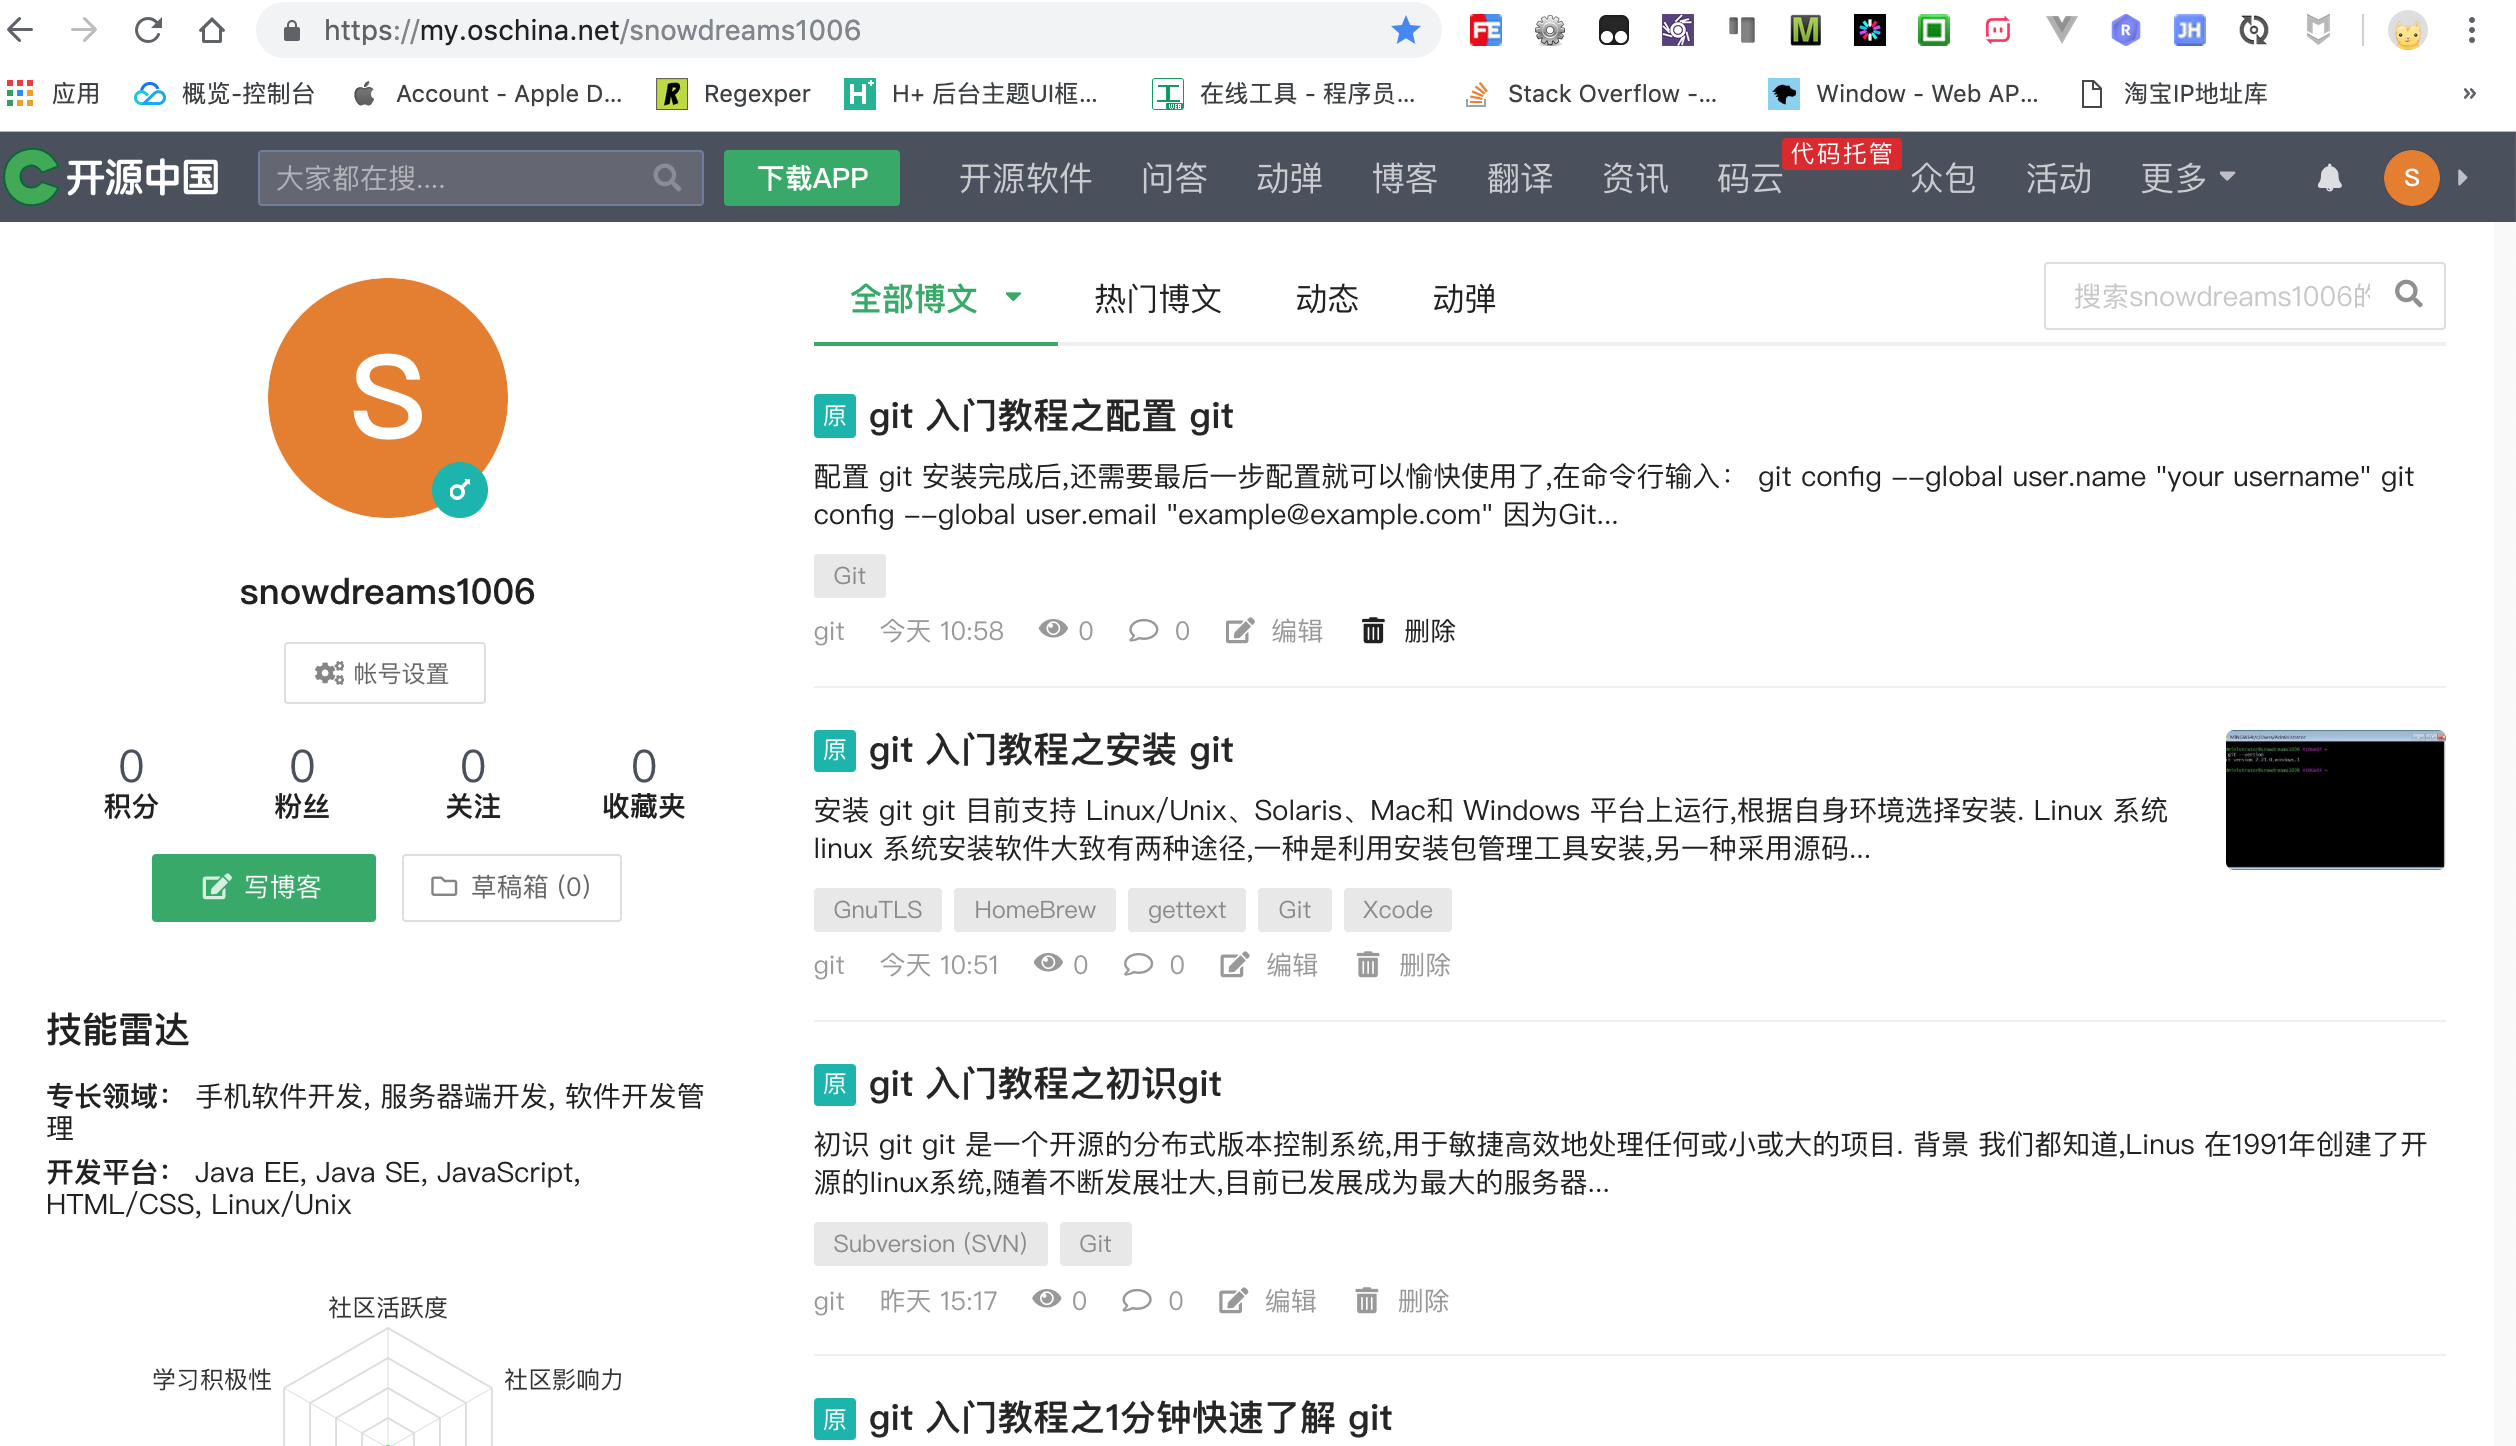 https://my.oschina.net/snowdreams1006
应用 概览-控制台 Account - Apple D... Regexper H+ 后台主题UI框... 在线工具 - 程序员... Stack Overflow -... Window - Web AP... 淘宝IP地址库 »
开源中国 大家都在搜.... 下载APP 开源软件 问答 动弹 博客 翻译 资讯 码云 代码托管 众包 活动 更多 S
S
snowdreams1006
帐号设置
0 0 0 0
积分 粉丝 关注 收藏夹
写博客 草稿箱 (0)
技能雷达
专长领域： 手机软件开发, 服务器端开发, 软件开发管
理
开发平台： Java EE, Java SE, JavaScript,
HTML/CSS, Linux/Unix
社区活跃度
学习积极性 社区影响力
全部博文 热门博文 动态 动弹 搜索snowdreams1006的
原 git 入门教程之配置 git
配置 git 安装完成后,还需要最后一步配置就可以愉快使用了,在命令行输入： git config --global user.name "your username" git
config --global user.email "example@example.com" 因为Git...
Git
git 今天 10:58 0 0 编辑 删除
原 git 入门教程之安装 git
安装 git git 目前支持 Linux/Unix、Solaris、Mac和 Windows 平台上运行,根据自身环境选择安装. Linux 系统
linux 系统安装软件大致有两种途径,一种是利用安装包管理工具安装,另一种采用源码...
GnuTLS HomeBrew gettext Git Xcode
git 今天 10:51 0 0 编辑 删除
原 git 入门教程之初识git
初识 git git 是一个开源的分布式版本控制系统,用于敏捷高效地处理任何或小或大的项目. 背景 我们都知道,Linus 在1991年创建了开
源的linux系统,随着不断发展壮大,目前已发展成为最大的服务器...
Subversion (SVN) Git
git 昨天 15:17 0 0 编辑 删除
原 git 入门教程之1分钟快速了解 git